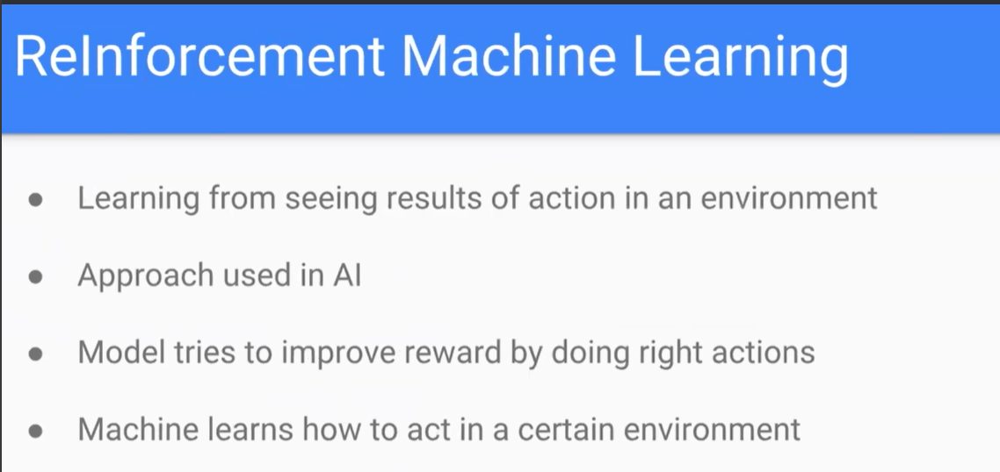 ReInforcement Machine Learning
● Learning from seeing results of action in an environment
● Approach used in AI
● Model tries to improve reward by doing right actions
● Machine learns how to act in a certain environment